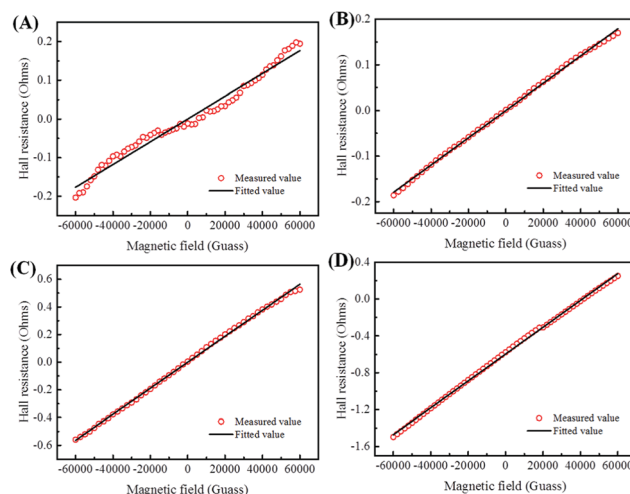 (A)
0.2
0.1
0.0
-0.1
-0.2
Hall resistance (Ohms)
Measured value
Fitted value
-60000 -40000 -20000 0 20000 40000 60000
Magnetic field (Guass)
(B)
0.2
0.1
0.0
-0.1
-0.2
Hall resistance (Ohms)
Measured value
Fitted value
-60000 -40000 -20000 0 20000 40000 60000
Magnetic field (Guass)
(C)
0.6
0.4
0.2
0.0
-0.2
-0.4
-0.6
Hall resistance (Ohms)
Measured value
Fitted value
-60000 -40000 -20000 0 20000 40000 60000
Magnetic field (Guass)
(D)
0.4
0.0
-0.4
-0.8
-1.2
-1.6
Hall resistance (Ohms)
Measured value
Fitted value
-60000 -40000 -20000 0 20000 40000 60000
Magnetic field (Guass)